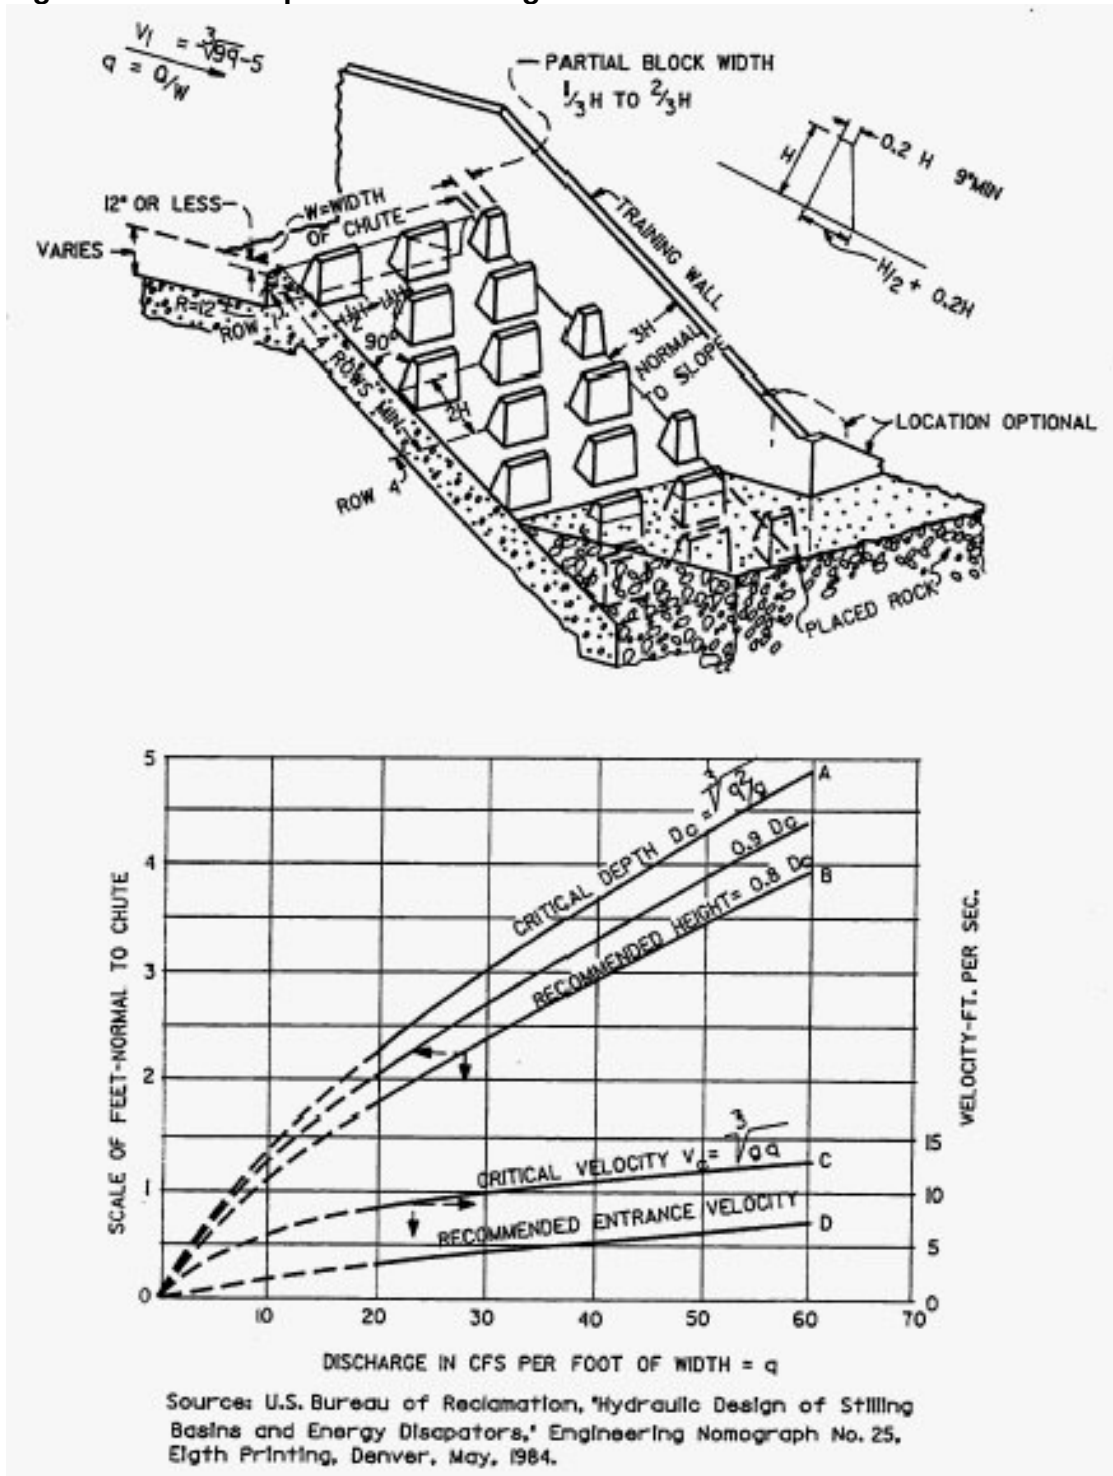 V1 = ∛gq-5
q = Q/W
PARTIAL BLOCK WIDTH
1/3 H TO 2/3 H
H
0.2 H 9"MIN
H/2 + 0.2H
12" OR LESS
W=WIDTH
OF CHUTE
VARIES
TRAINING WALL
R=12
ROW 1
4 ROWS MIN.
90°
2H
3H
NORMAL
TO SLOPE
LOCATION OPTIONAL
ROW 4
PLACED ROCK
SCALE OF FEET-NORMAL TO CHUTE
5
4
3
2
1
0
CRITICAL DEPTH Dc = ∛q²/g
A
0.9 Dc
RECOMMENDED HEIGHT= 0.8 Dc
B
CRITICAL VELOCITY Vc= ∛gq
C
RECOMMENDED ENTRANCE VELOCITY
D
15
10
5
0
VELOCITY-FT. PER SEC.
10 20 30 40 50 60 70
DISCHARGE IN CFS PER FOOT OF WIDTH = q
Source: U.S. Bureau of Reclamation, "Hydraulic Design of Stilling
Basins and Energy Disapators," Engineering Nomograph No. 25,
Eigth Printing, Denver, May, 1984.